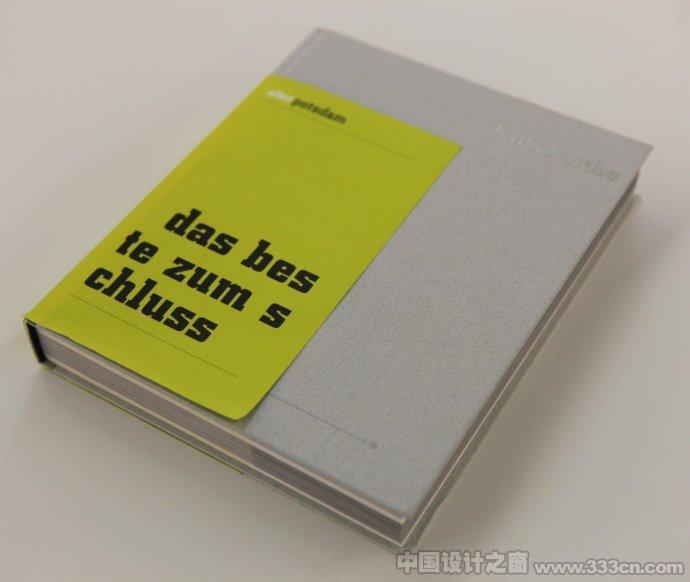 potsdam
das bes
te zum s
chluss
中国设计之窗 www.333cn.com